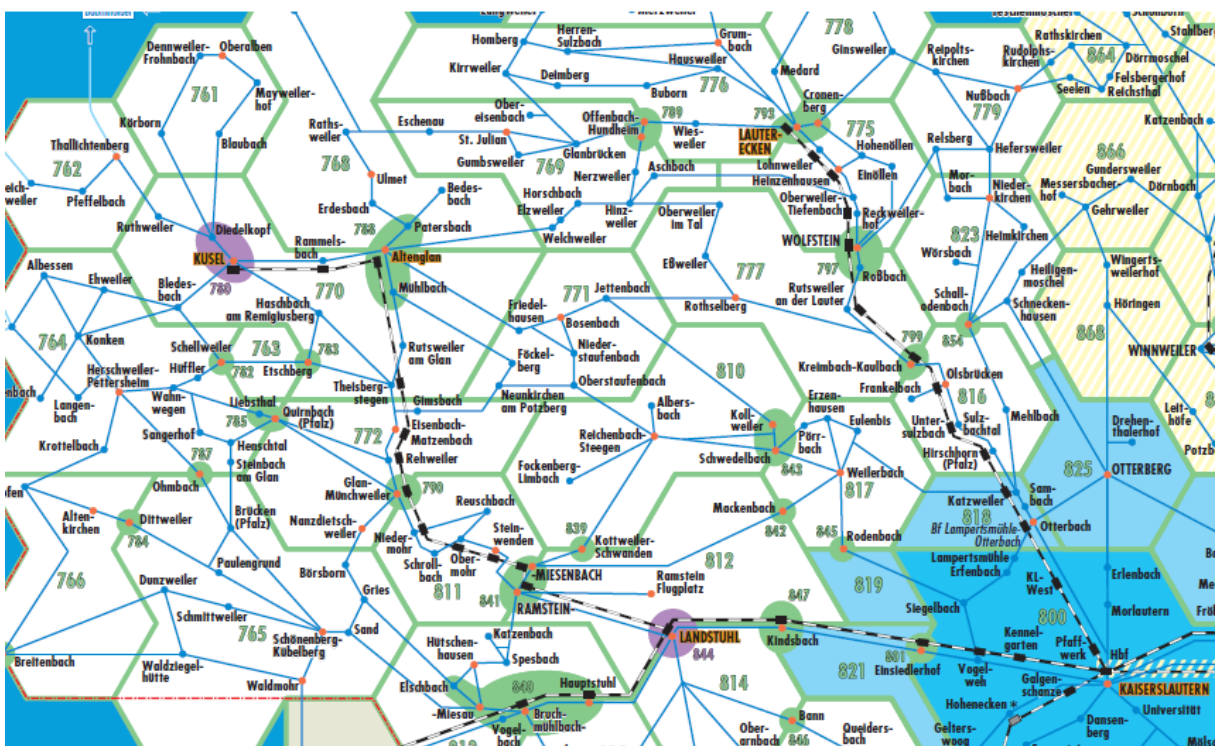 Langweiler
Merzweiler
Teschenmoschel
Schönborn
Dennweiler-
Frohnbach
Oberalben
Homberg
Herren-
Sulzbach
Grum-
bach
778
Ginsweiler
Reipolts-
kirchen
Rathskirchen
Rudolphs-
kirchen
864
Stahlberg
Dörrmoschel
761
Mayweiler-
hof
Kirrweiler
Deimberg
Hausweiler
776
Buborn
Medard
Cronen-
berg
Nußbach
Seelen
Felsbergerhof
Reichsthal
779
Körborn
Blaubach
Raths-
weiler
Eschenau
Ober-
eisenbach
St. Julian
Gumbsweiler
Offenbach-
Hundheim
789
793
Wies-
weiler
LAUTER-
ECKEN
775
Hohenöllen
Relsberg
Hefersweiler
Katzenbach
Thallichtenberg
762
Pfeffelbach
768
Ulmet
Erdesbach
Bedes-
bach
769
Glanbrücken
Nerzweiler
Aschbach
Lohnweiler
Heinzenhausen
Einöllen
Mor-
bach
Nieder-
kirchen
866
Gundersweiler
Messersbacher-
hof
Gehrweiler
Dörnbach
Ruthweiler
Diedelkopf
KUSEL
780
Rammels-
bach
788
Patersbach
Altenglan
Horschbach
Elzweiler
Welchweiler
Hinz-
weiler
Oberweiler
im Tal
Oberweiler-
Tiefenbach
Reckweiler-
hof
WOLFSTEIN
797
823
Heimkirchen
Wörsbach
Albessen
Ehweiler
Bledes-
bach
770
Mühlbach
Haschbach
am Remigiusberg
Eßweiler
777
Rothselberg
Roßbach
Rutsweiler
an der Lauter
Heiligen-
moschel
Schneckenhausen
Schall-
odenbach
854
Wingerts-
weilerhof
Höringen
868
WINNWEILER
764
Konken
Schellweiler
763
783
Etschberg
782
Hüffler
Rutsweiler
am Glan
Friedel-
hausen
771
Jettenbach
Bosenbach
Nieder-
staufenbach
Föckel-
berg
Oberstaufenbach
810
799
Kreimbach-Kaulbach
Olsbrücken
Frankelbach
816
Herschweiler-
Pettersheim
Langen-
bach
Wahn-
wegen
Liebsthal
785
Quirnbach
(Pfalz)
Theisberg-
stegen
Gimsbach
Neunkirchen
am Potzberg
Albers-
bach
Koll-
weiler
Erzen-
hausen
Eulenbis
Unter-
sulzbach
Sulz-
bachtal
Mehlbach
Leit-
höfe
Drehen-
thalerhof
Krottelbach
Sangerhof
Henschtal
Steinbach
am Glan
787
Ohmbach
772
Eisenbach-
Matzenbach
Rehweiler
Reichenbach-
Steegen
Schwedelbach
843
Pörr-
bach
Hirschhorn
(Pfalz)
825
OTTERBERG
Fockenberg-
Limbach
Weilerbach
817
Katzweiler
Sam-
bach
Glan-
Münchweiler
790
Reuschbach
Alten-
kirchen
Dittweiler
784
Brücken
(Pfalz)
Nanzdietsch-
weiler
Stein-
wenden
839
Kottweiler-
Schwanden
Mackenbach
842
845
Rodenbach
818
Otterbach
Bf Lampertsmühle-
Otterbach
766
Paulengrund
Börsborn
Nieder-
mohr
Schroll-
bach
Ober-
mohr
811
-MIESENBACH
812
819
Lampertsmühle
Erfenbach
Erlenbach
Dunzweiler
Schmittweiler
765
Gries
841
RAMSTEIN-
Ramstein
Flugplatz
847
Siegelbach
KL-
West
800
Morlautern
Breitenbach
Waldziegel-
hütte
Schönenberg-
Kübelberg
Sand
Waldmohr
Hütschen-
hausen
Katzenbach
Spesbach
LANDSTUHL
844
Kindsbach
821
801
Einsiedlerhof
Kennel-
garten
Vogel-
weh
Pfaff-
werk
Hbf
Elschbach
-Miesau
840
Hauptstuhl
Bruch-
mühlbach-
Vogel-
bach
814
Bann
846
Ober-
arnbach
Queiders-
bach
Galgen-
schanze
Hohenecken *
KAISERSLAUTERN
Universität
Dansen-
berg
Gelters-
woog